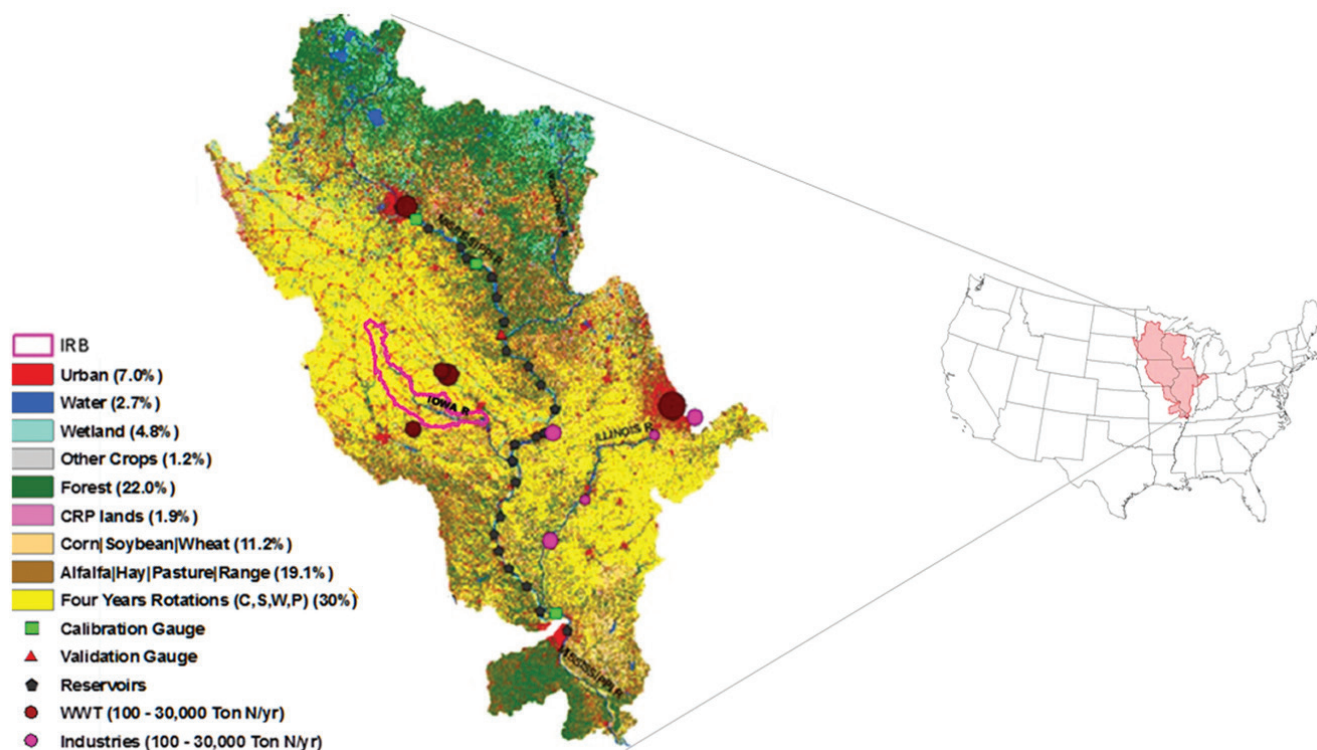 MISSISSIPPI
IOWA R
ILLINOIS R
MISSISSIPPI R
IRB
Urban (7.0%)
Water (2.7%)
Wetland (4.8%)
Other Crops (1.2%)
Forest (22.0%)
CRP lands (1.9%)
Corn|Soybean|Wheat (11.2%)
Alfalfa|Hay|Pasture|Range (19.1%)
Four Years Rotations (C,S,W,P) (30%)
Calibration Gauge
Validation Gauge
Reservoirs
WWT (100 - 30,000 Ton N/yr)
Industries (100 - 30,000 Ton N/yr)